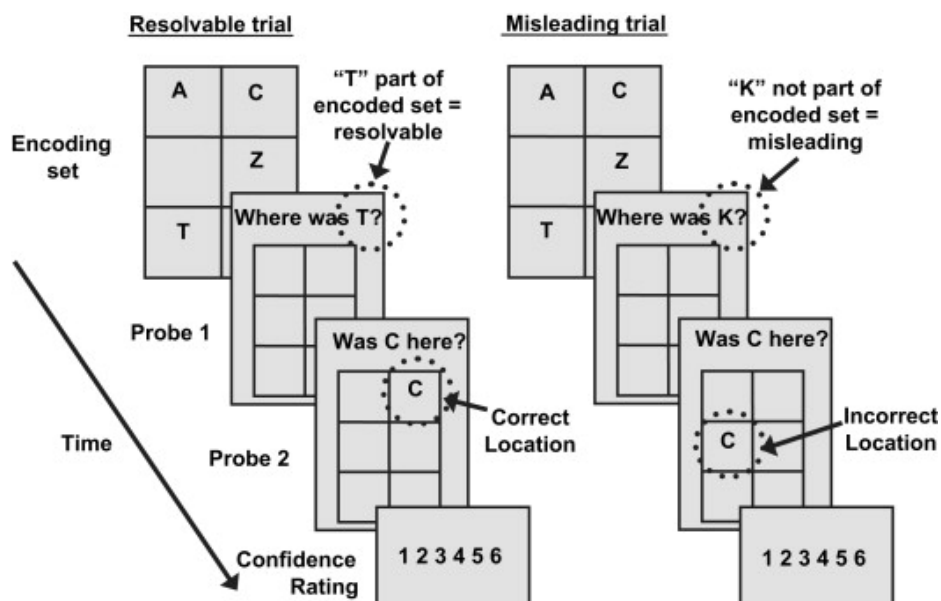 Resolvable trial
Misleading trial
Encoding
set
A C
Z
T
“T” part of
encoded set =
resolvable
Where was T?
Probe 1
Was C here?
C
Correct
Location
Probe 2
Time
Confidence
Rating
1 2 3 4 5 6
A C
Z
T
“K” not part of
encoded set =
misleading
Where was K?
Was C here?
C
Incorrect
Location
1 2 3 4 5 6